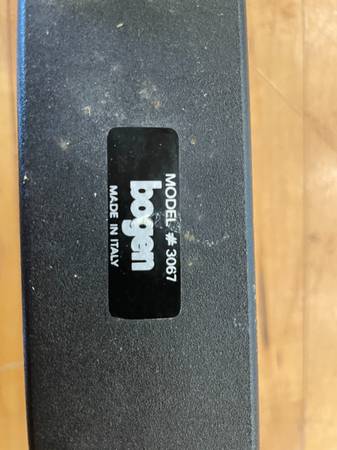 MODEL # 3067
bogen
MADE IN ITALY